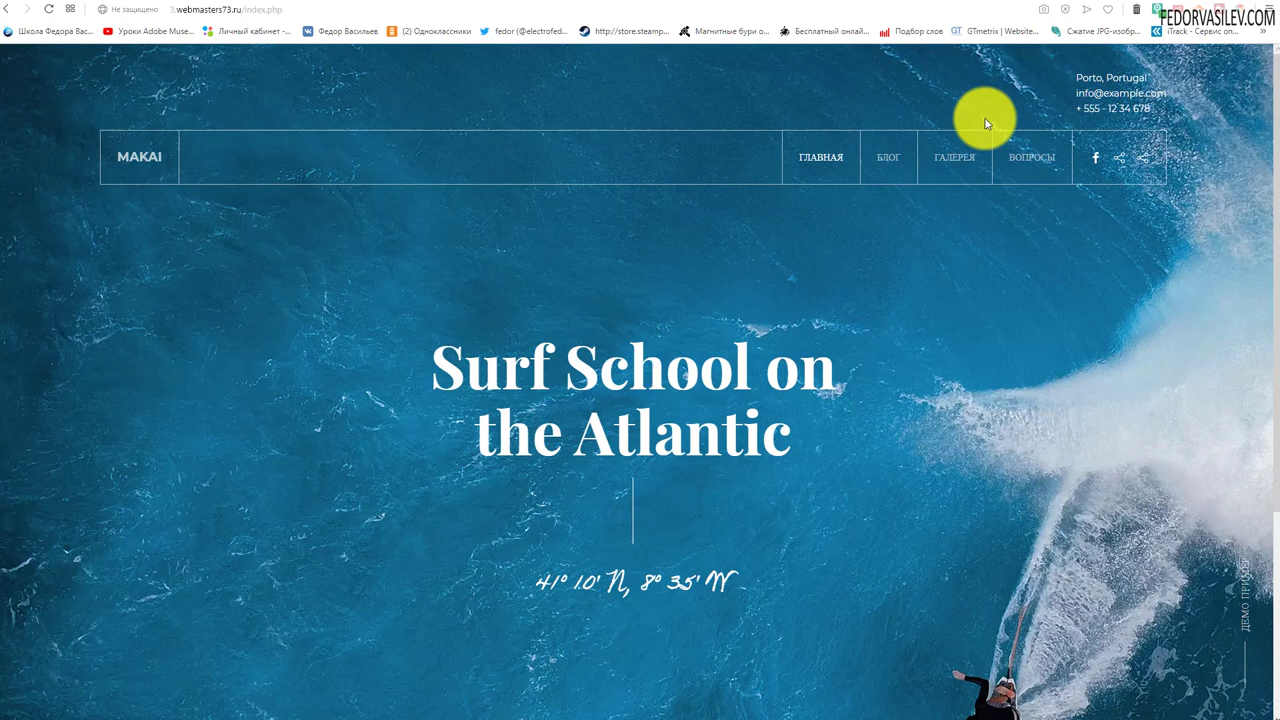 Не защищено
3.webmasters73.ru/index.php
FEDORVASILEV.COM
Школа Федора Вас...
Уроки Adobe Muse...
Личный кабинет -...
Федор Васильев
(2) Одноклассники
fedor (@electrofed...
http://store.steamp...
Магнитные бури о...
Бесплатный онлай...
Подбор слов
GTmetrix | Website...
Сжатие JPG-изобр...
iTrack - Сервис оп...
Porto, Portugal
info@example.com
+ 555 - 12 34 678
MAKAI
ГЛАВНАЯ
БЛОГ
ГАЛЕРЕЯ
ВОПРОСЫ
Surf School on
the Atlantic
41° 10' N, 8° 35' W